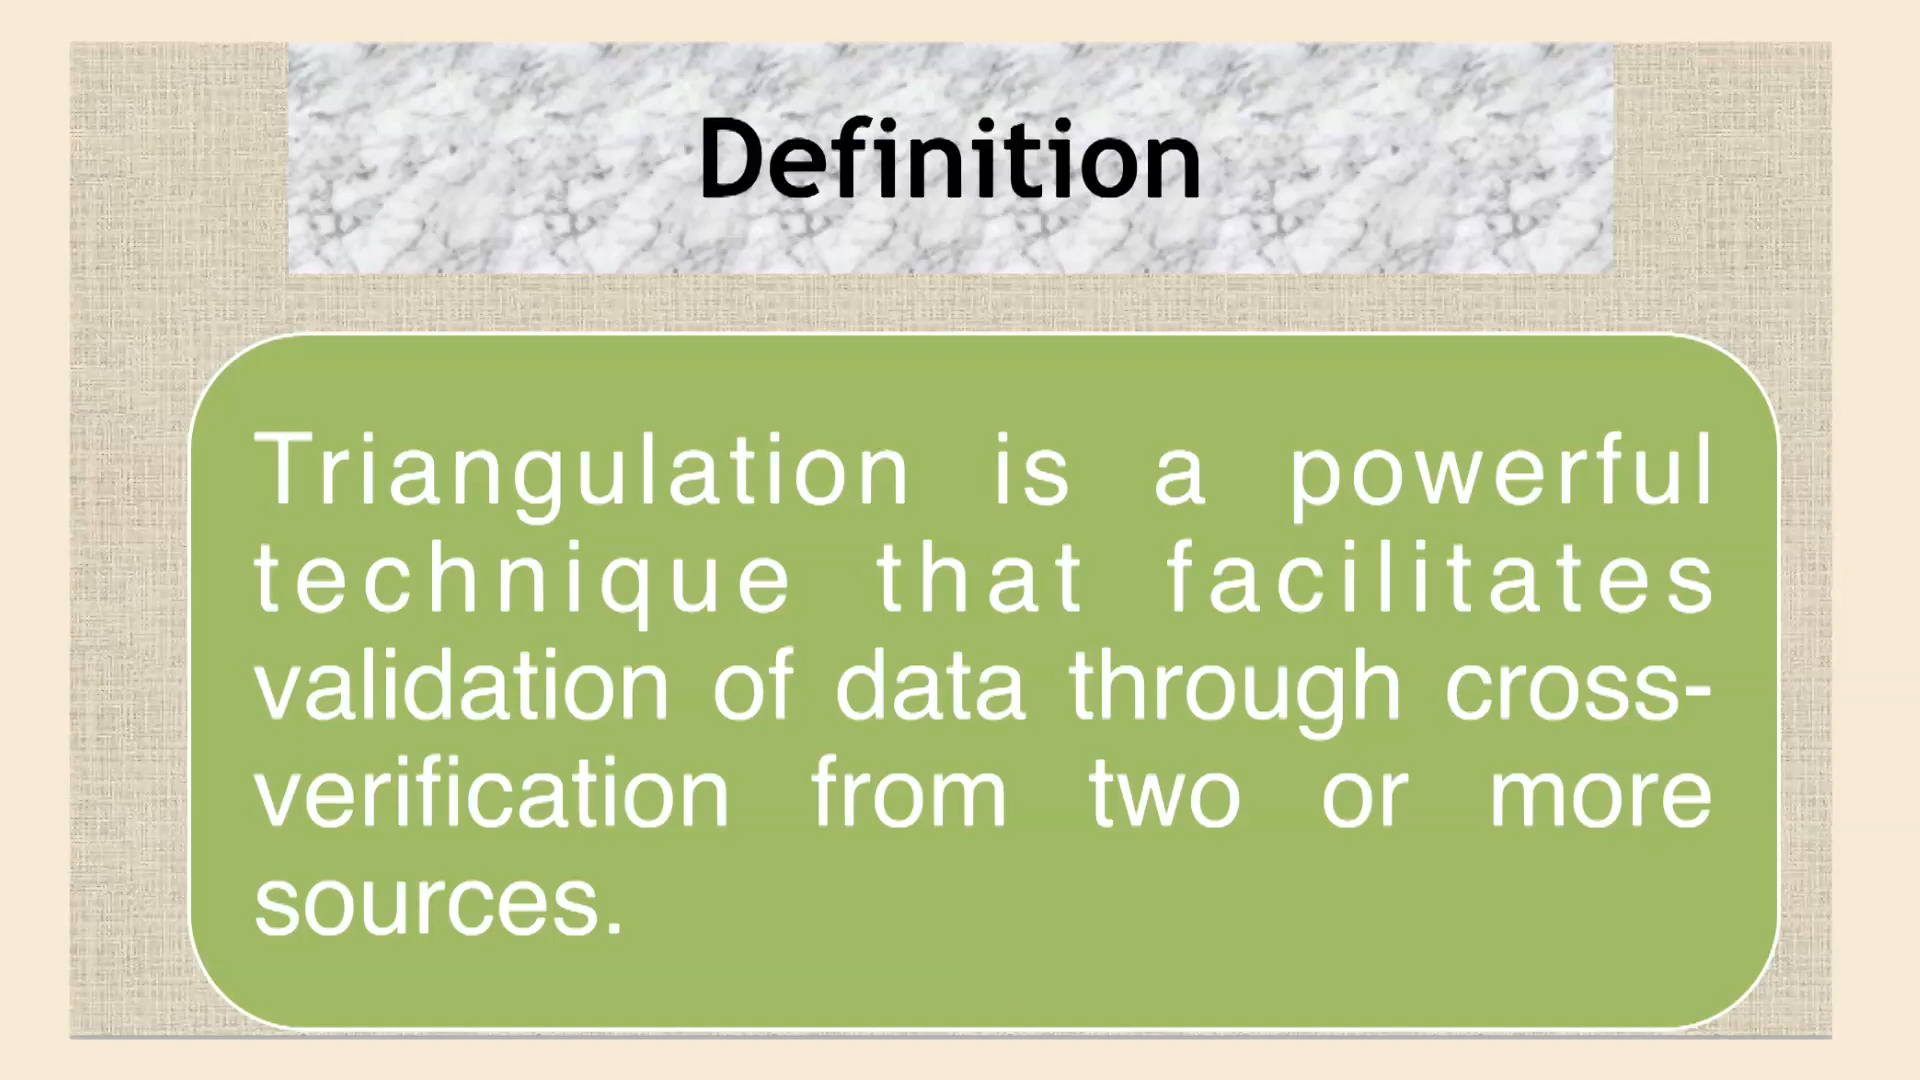 Definition
Triangulation is a powerful
technique that facilitates
validation of data through cross-
verification from two or more
sources.